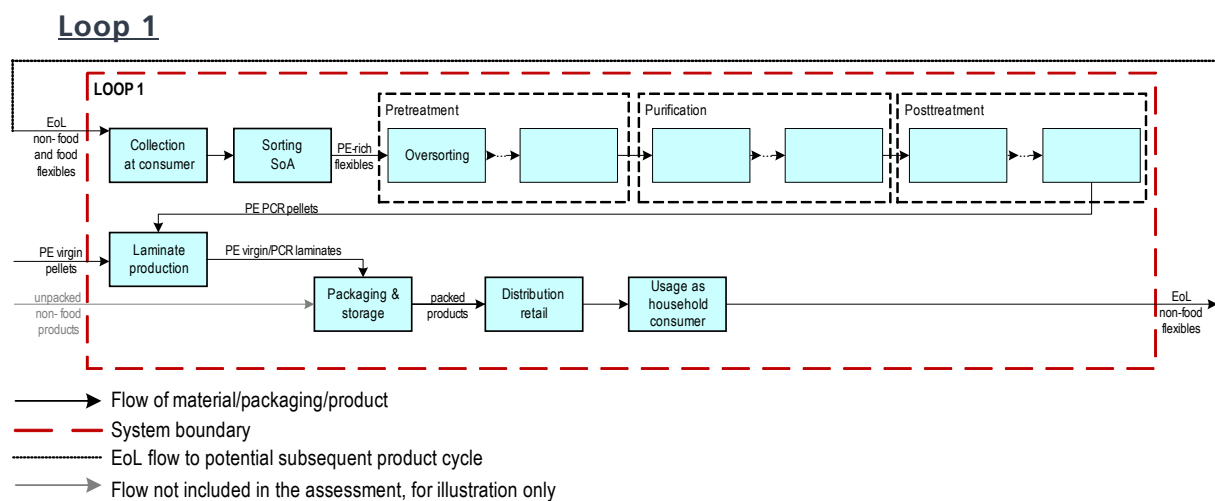 Loop 1
LOOP 1
EoL
non- food
and food
flexibles
Collection
at consumer
Sorting
SoA
PE-rich
flexibles
Pretreatment
Oversorting
...
Purification
...
Posttreatment
...
PE PCR pellets
PE virgin
pellets
Laminate
production
PE virgin/PCR laminates
unpacked
non- food
products
Packaging &
storage
packed
products
Distribution
retail
Usage as
household
consumer
EoL
non-food
flexibles
Flow of material/packaging/product
System boundary
EoL flow to potential subsequent product cycle
Flow not included in the assessment, for illustration only